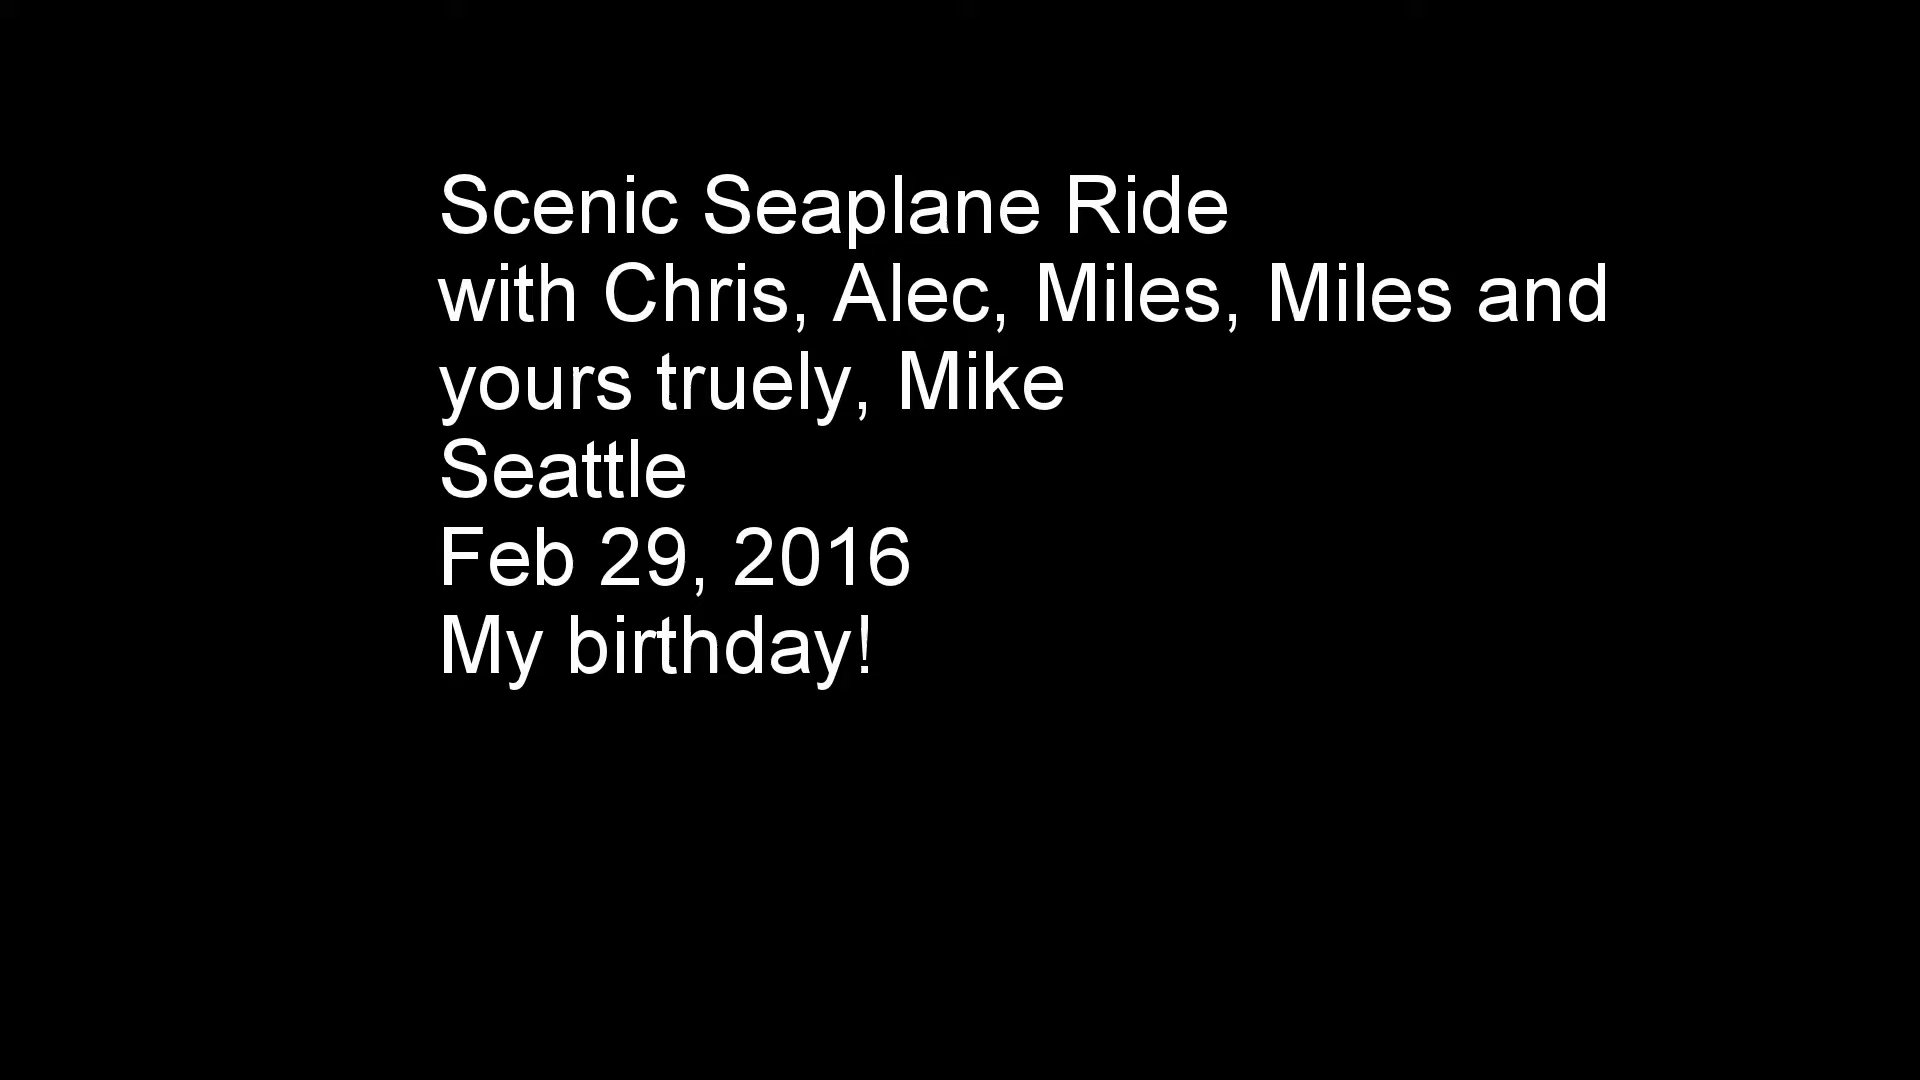 Scenic Seaplane Ride
with Chris, Alec, Miles, Miles and
yours truely, Mike
Seattle
Feb 29, 2016
My birthday!